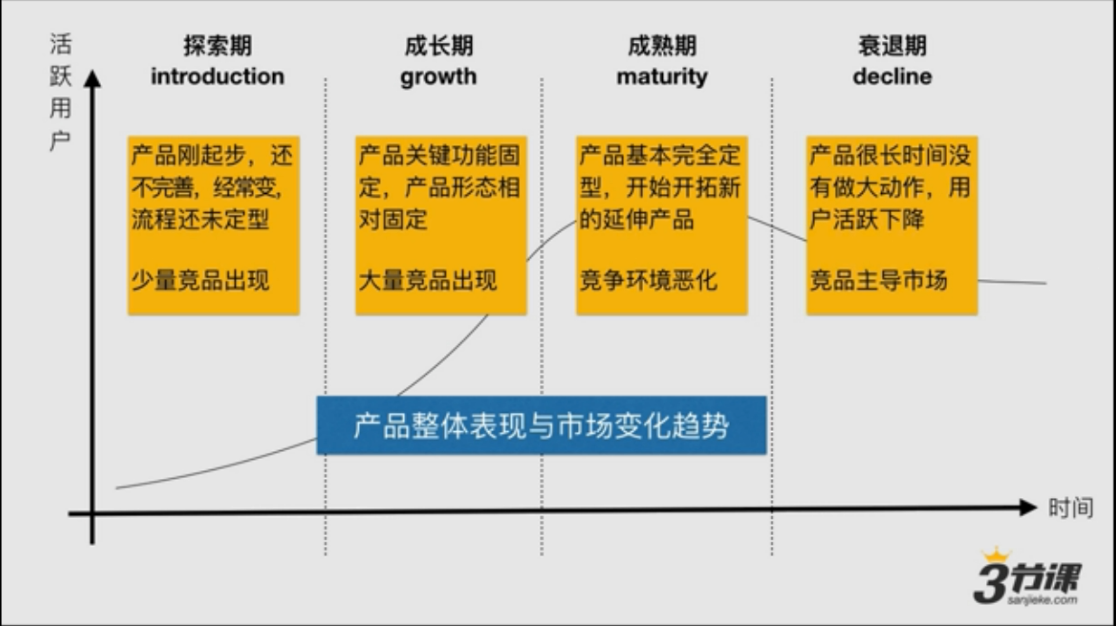 活
跃
用
户
探索期
introduction
成长期
growth
成熟期
maturity
衰退期
decline
产品刚起步，还
不完善，经常变，
流程还未定型
少量竞品出现
产品关键功能固
定，产品形态相
对固定
大量竞品出现
产品基本完全定
型，开始开拓新
的延伸产品
竞争环境恶化
产品很长时间没
有做大动作，用
户活跃下降
竞品主导市场
产品整体表现与市场变化趋势
时间
3节课
sanjieke.com